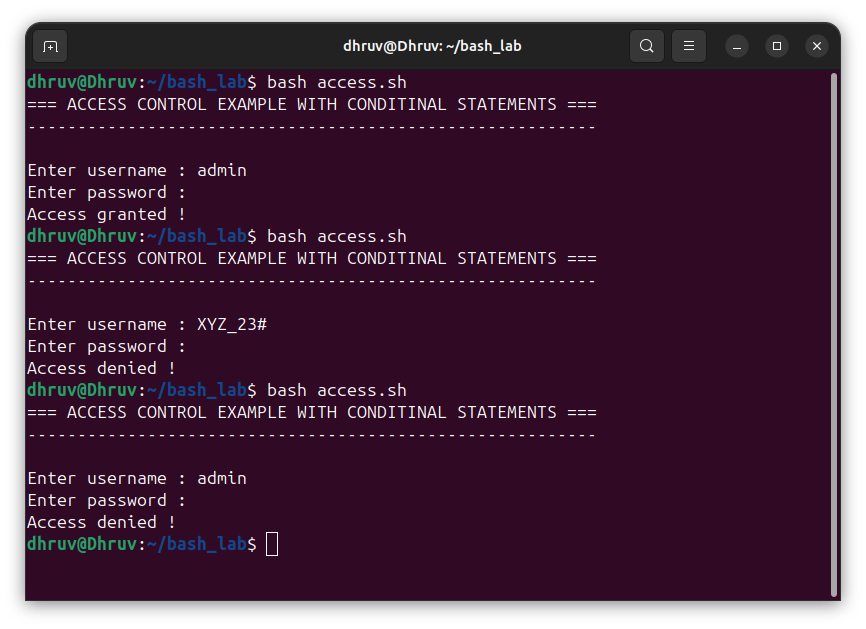 dhruv@Dhruv: ~/bash_lab
dhruv@Dhruv:~/bash_lab$ bash access.sh
=== ACCESS CONTROL EXAMPLE WITH CONDITINAL STATEMENTS ===
---------------------------------------------------------
Enter username : admin
Enter password :
Access granted !
dhruv@Dhruv:~/bash_lab$ bash access.sh
=== ACCESS CONTROL EXAMPLE WITH CONDITINAL STATEMENTS ===
---------------------------------------------------------
Enter username : XYZ_23#
Enter password :
Access denied !
dhruv@Dhruv:~/bash_lab$ bash access.sh
=== ACCESS CONTROL EXAMPLE WITH CONDITINAL STATEMENTS ===
---------------------------------------------------------
Enter username : admin
Enter password :
Access denied !
dhruv@Dhruv:~/bash_lab$